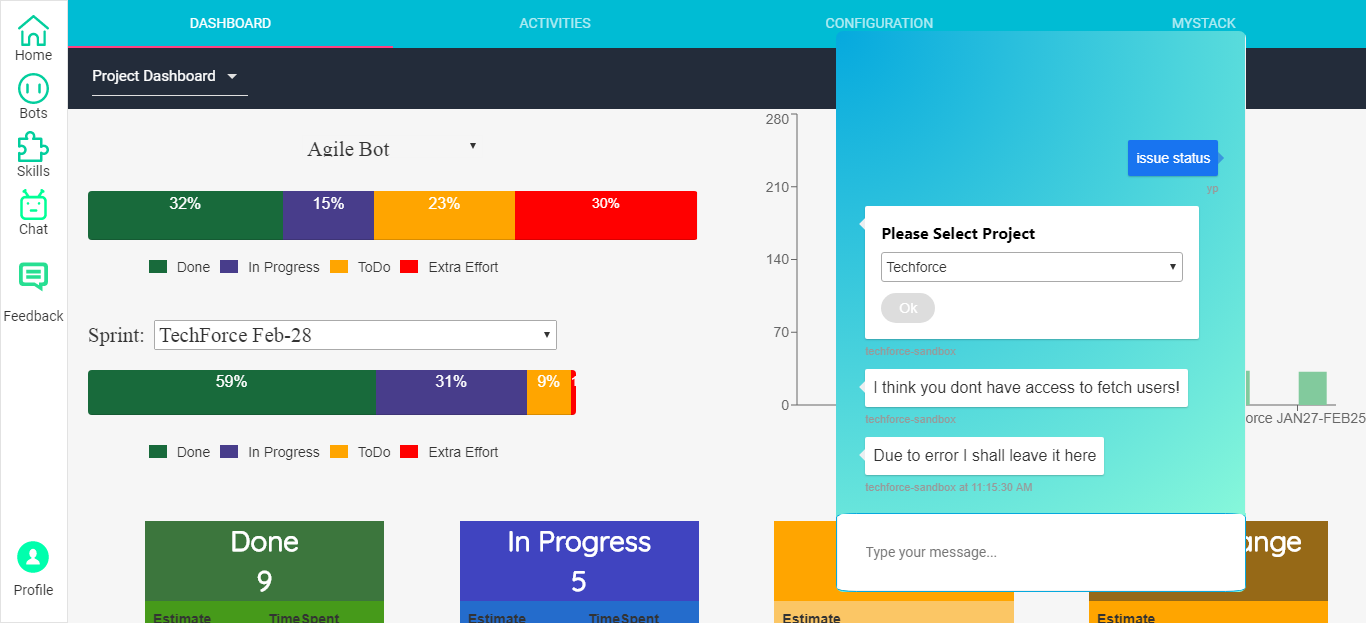 DASHBOARD
ACTIVITIES
CONFIGURATION
MYSTACK
Home
Bots
Skills
Chat
Feedback
Profile
Project Dashboard
Agile Bot
32%
15%
23%
30%
Done
In Progress
ToDo
Extra Effort
Sprint:
TechForce Feb-28
59%
31%
9%
Done
In Progress
ToDo
Extra Effort
280
210
140
70
0
JAN27-FEB25
issue status
yp
Please Select Project
Techforce
Ok
techforce-sandbox
I think you dont have access to fetch users!
techforce-sandbox
Due to error I shall leave it here
techforce-sandbox at 11:15:30 AM
Type your message...
Done
9
Estimate
TimeSpent
In Progress
5
Estimate
TimeSpent
Estimate
Estimate